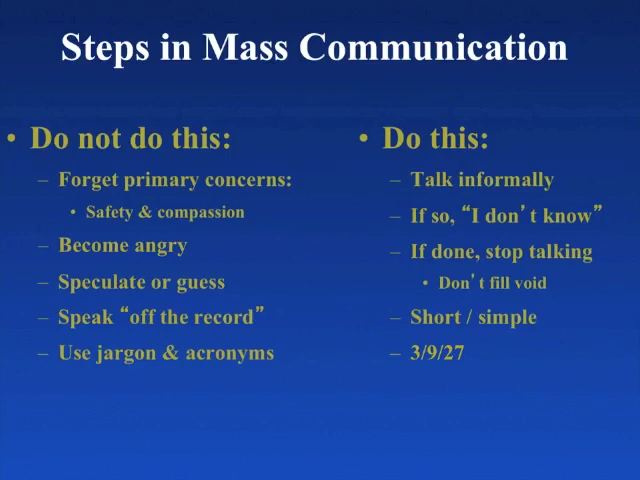 Steps in Mass Communication
• Do not do this:
– Forget primary concerns:
• Safety & compassion
– Become angry
– Speculate or guess
– Speak “off the record”
– Use jargon & acronyms
• Do this:
– Talk informally
– If so, “I don’t know”
– If done, stop talking
• Don’t fill void
– Short / simple
– 3/9/27